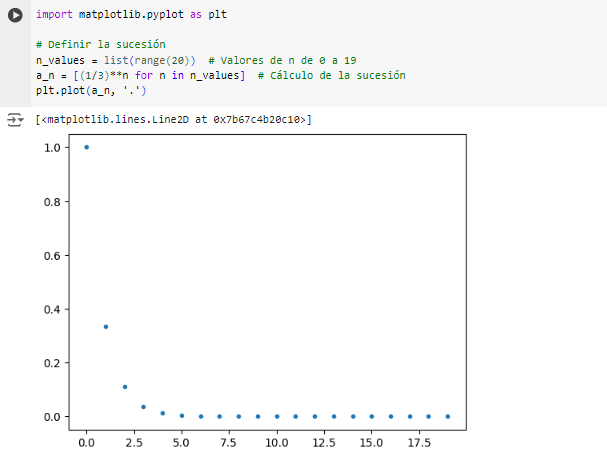 import matplotlib.pyplot as plt
# Definir la sucesión
n_values = list(range(20))  # Valores de n de 0 a 19
a_n = [(1/3)**n for n in n_values]  # Cálculo de la sucesión
plt.plot(a_n, '.')
[<matplotlib.lines.Line2D at 0x7b67c4b20c10>]
1.0
0.8
0.6
0.4
0.2
0.0
0.0 2.5 5.0 7.5 10.0 12.5 15.0 17.5